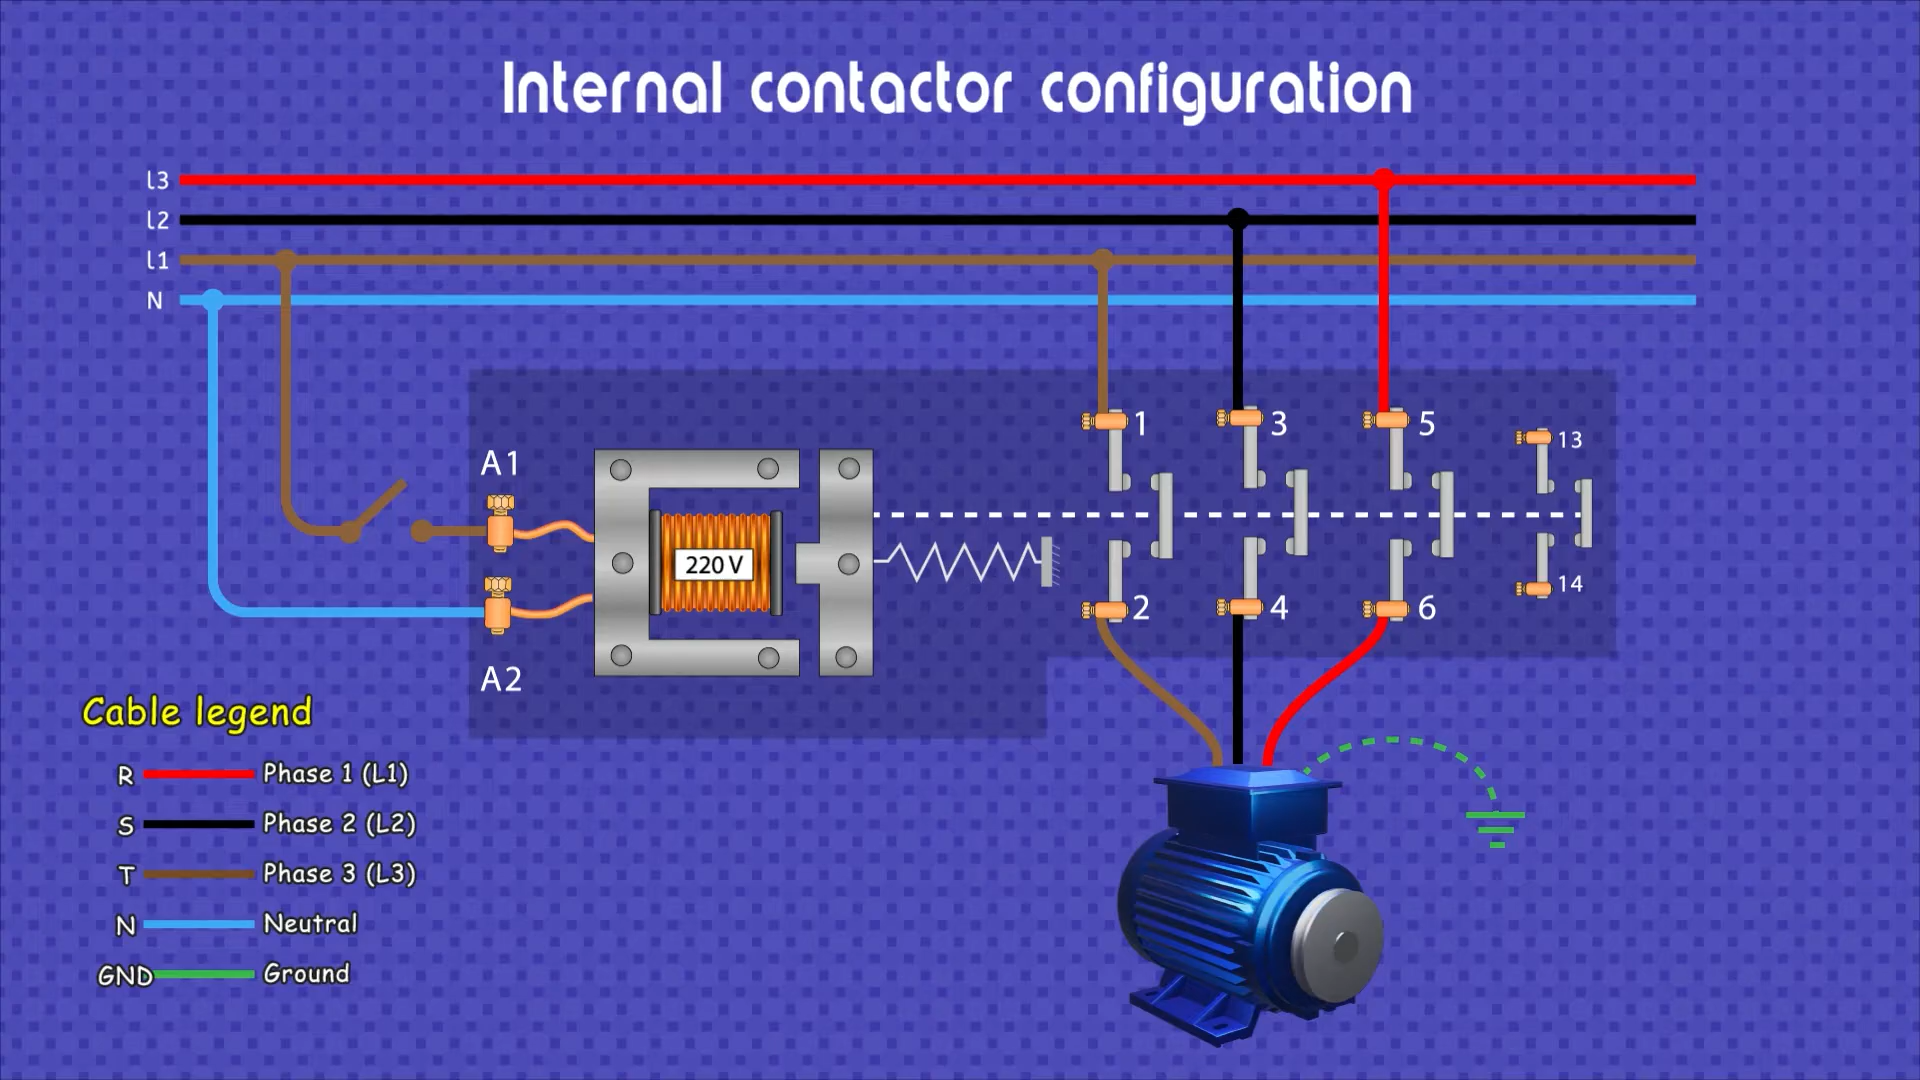 Internal contactor configuration
l3
l2
l1
N
1
3
5
13
A1
220 V
14
2
4
6
A2
Cable legend
R Phase 1 (L1)
S Phase 2 (L2)
T Phase 3 (L3)
N Neutral
GND Ground